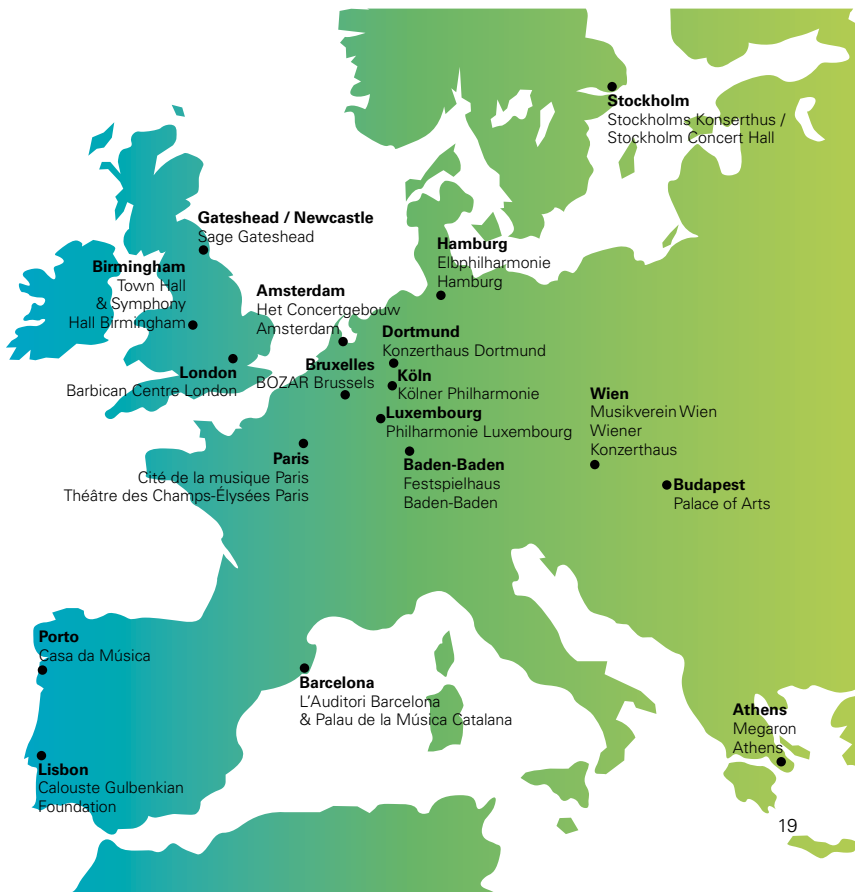 Stockholm
Stockholms Konserthus /
Stockholm Concert Hall
Gateshead / Newcastle
Sage Gateshead
Hamburg
Elbphilharmonie
Hamburg
Birmingham
Town Hall
& Symphony
Hall Birmingham
Amsterdam
Het Concertgebouw
Amsterdam
Dortmund
Konzerthaus Dortmund
London
Barbican Centre London
Bruxelles
BOZAR Brussels
Köln
Kölner Philharmonie
Luxembourg
Philharmonie Luxembourg
Wien
Musikverein Wien
Wiener
Konzerthaus
Paris
Cité de la musique Paris
Théâtre des Champs-Élysées Paris
Baden-Baden
Festspielhaus
Baden-Baden
Budapest
Palace of Arts
Porto
Casa da Música
Barcelona
L'Auditori Barcelona
& Palau de la Música Catalana
Athens
Megaron
Athens
Lisbon
Calouste Gulbenkian
Foundation
19